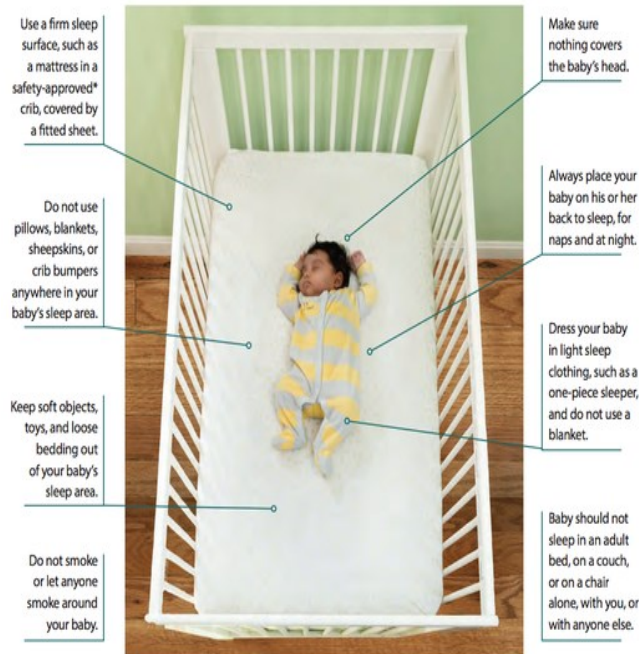 Use a firm sleep
surface, such as
a mattress in a
safety-approved*
crib, covered by
a fitted sheet.
Do not use
pillows, blankets,
sheepskins, or
crib bumpers
anywhere in your
baby's sleep area.
Keep soft objects,
toys, and loose
bedding out
of your baby's
sleep area.
Do not smoke
or let anyone
smoke around
your baby.
Make sure
nothing covers
the baby's head.
Always place your
baby on his or her
back to sleep, for
naps and at night.
Dress your baby
in light sleep
clothing, such as a
one-piece sleeper,
and do not use a
blanket.
Baby should not
sleep in an adult
bed, on a couch,
or on a chair
alone, with you, or
with anyone else.